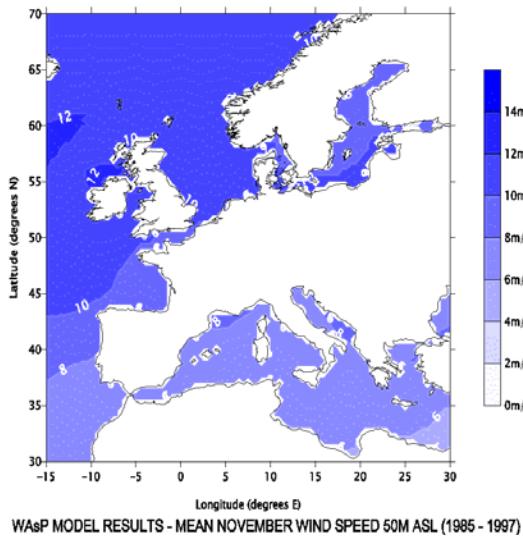 70
65
60
55
50
45
40
35
30
Latitude (degrees N)
12
10
12
10
8
8
8
6
-15 -10 -5 0 5 10 15 20 25 30
Longitude (degrees E)
14m
12m
10m
8m/
6m/
4m/
2m/
0m/
WAsP MODEL RESULTS - MEAN NOVEMBER WIND SPEED 50M ASL (1985 - 1997)